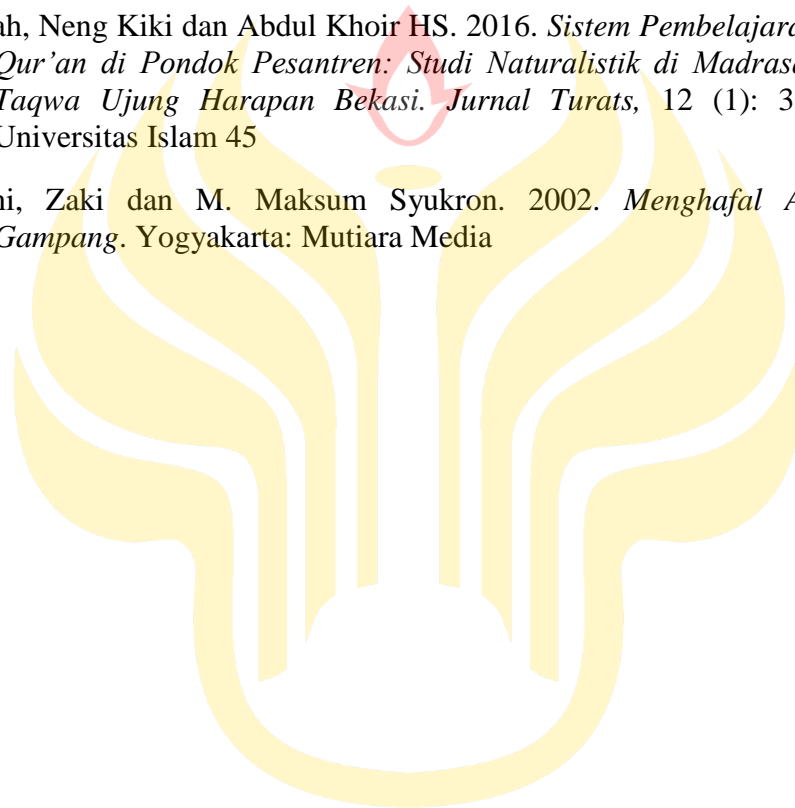 ah, Neng Kiki dan Abdul Khoir HS. 2016. Sistem Pembelajara
Qur’an di Pondok Pesantren: Studi Naturalistik di Madrasa
Taqwa Ujung Harapan Bekasi. Jurnal Turats, 12 (1): 3
Universitas Islam 45
ni, Zaki dan M. Maksum Syukron. 2002. Menghafal A
Gampang. Yogyakarta: Mutiara Media